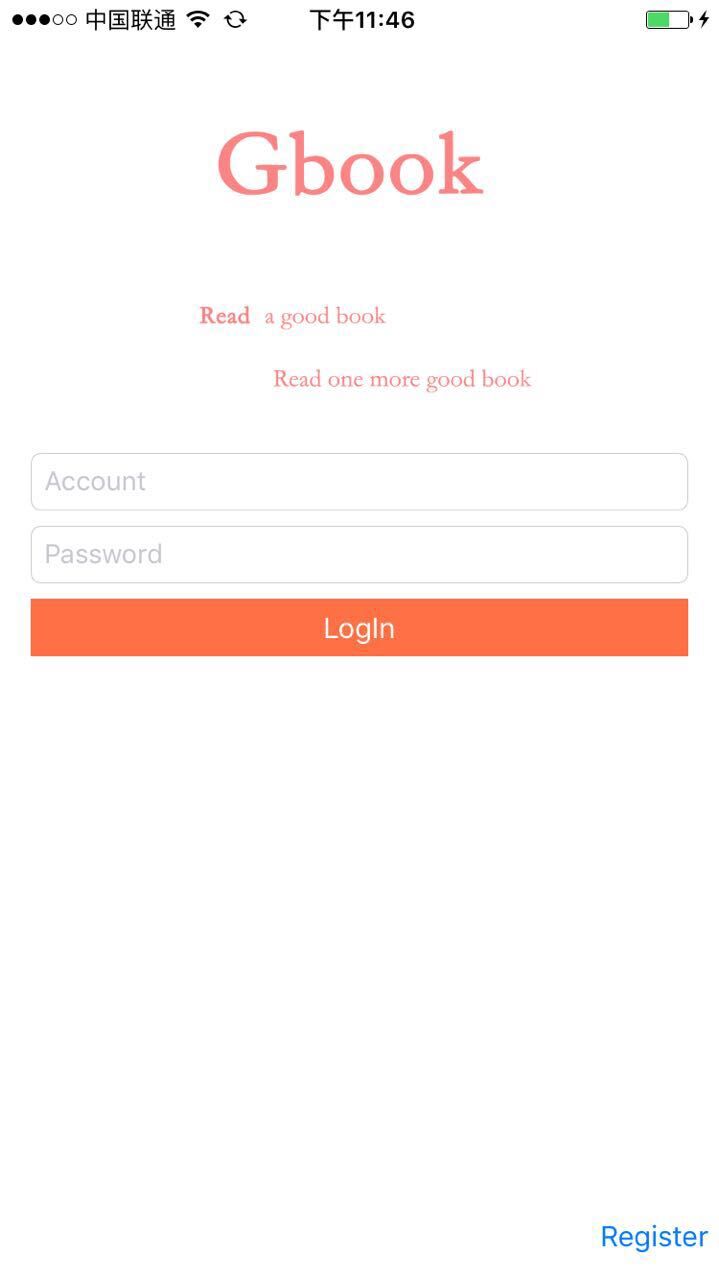 中国联通 下午11:46
Gbook
Read a good book
Read one more good book
Account
Password
LogIn
Register